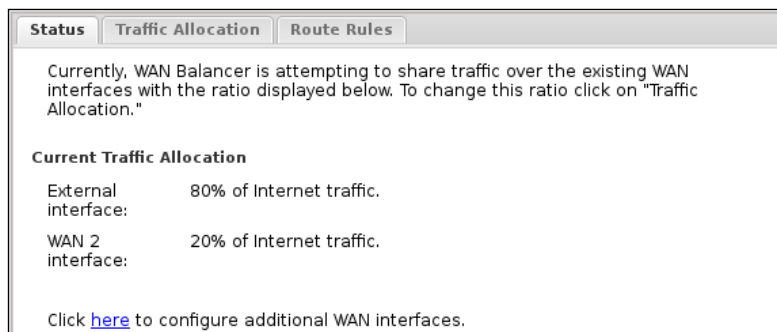 Status Traffic Allocation Route Rules
Currently, WAN Balancer is attempting to share traffic over the existing WAN
interfaces with the ratio displayed below. To change this ratio click on "Traffic
Allocation."
Current Traffic Allocation
External 80% of Internet traffic.
interface:
WAN 2 20% of Internet traffic.
interface:
Click here to configure additional WAN interfaces.